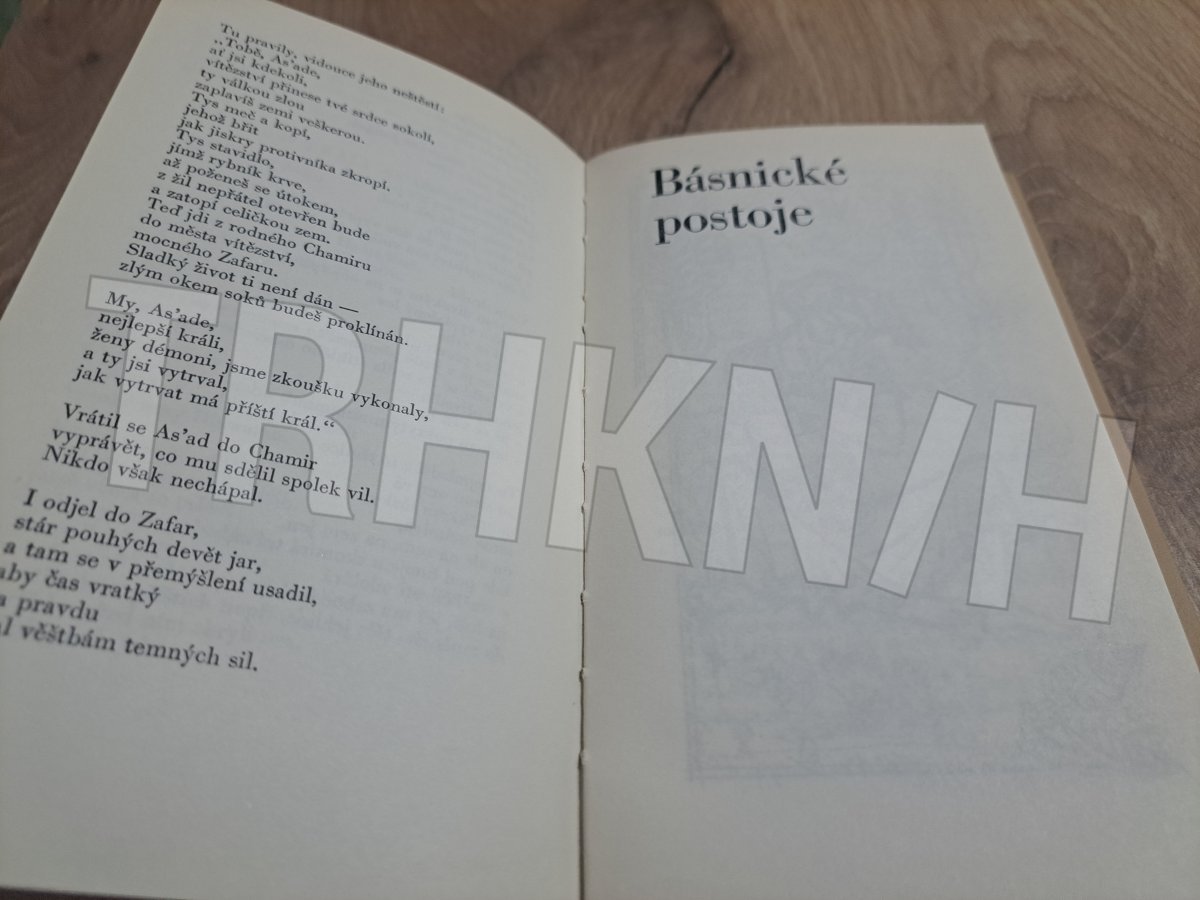 Tu pravily, vidouce jeho neštěstí:
„Tobě, As’ade,
ať jsi kdekoli,
vítězství přinese tvé srdce sokolí,
ty válkou zlou
zaplavíš zemi veškerou.
Tys meč a kopí,
jehož břit
jak jiskry protivníka zkropí.
Tys stavidlo,
jímž rybník krve,
až poženeš se útokem,
z žil nepřátel otevřen bude
a zatopí celičkou zem.
Teď jdi z rodného Chamiru
do města vítězství,
mocného Zafaru.
Sladký život ti není dán —
zlým okem soků budeš proklínán.
My, As’ade,
nejlepší králi,
ženy démoni, jsme zkoušku vykonaly,
a ty jsi vytrval,
jak vytrvat má příští král.“
Vrátil se As’ad do Chamir
vyprávět, co mu sdělil spolek vil.
Nikdo však nechápal.
I odjel do Zafar,
stár pouhých devět jar,
a tam se v přemýšlení usadil,
aby čas vratký
a pravdu
věštbám temných sil.
Básnické
postoje
TRHKN/H